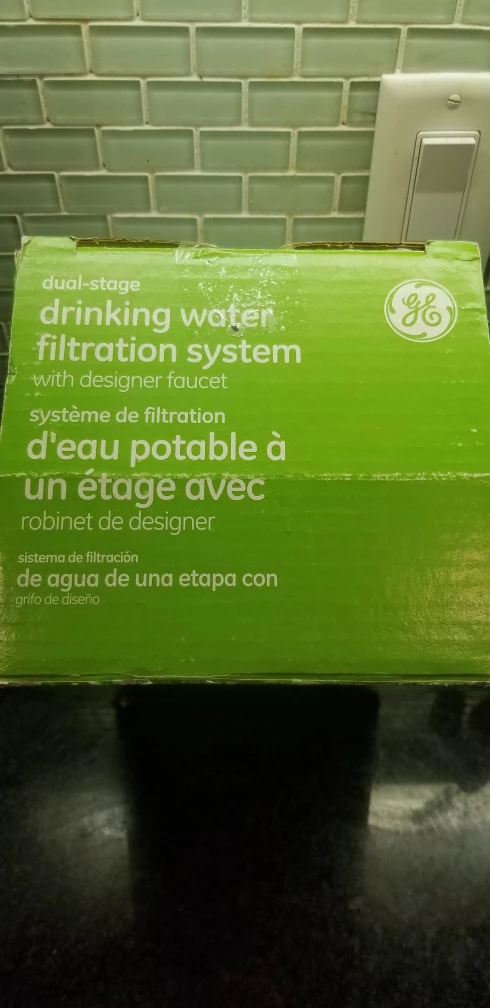 dual-stage
drinking water
filtration system
with designer faucet
système de filtration
d'eau potable à
un étage avec
robinet de designer
sistema de filtración
de agua de una etapa con
grifo de diseño
GE